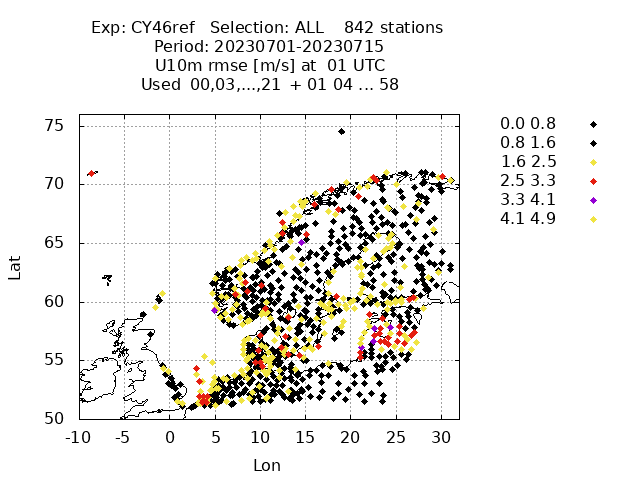 Exp: CY46ref   Selection: ALL    842 stations
Period: 20230701-20230715
U10m rmse [m/s] at  01 UTC
Used  00,03,...,21  + 01 04 ... 58
75
70
65
60
55
50
Lat
-10 -5 0 5 10 15 20 25 30
Lon
0.0 0.8
0.8 1.6
1.6 2.5
2.5 3.3
3.3 4.1
4.1 4.9